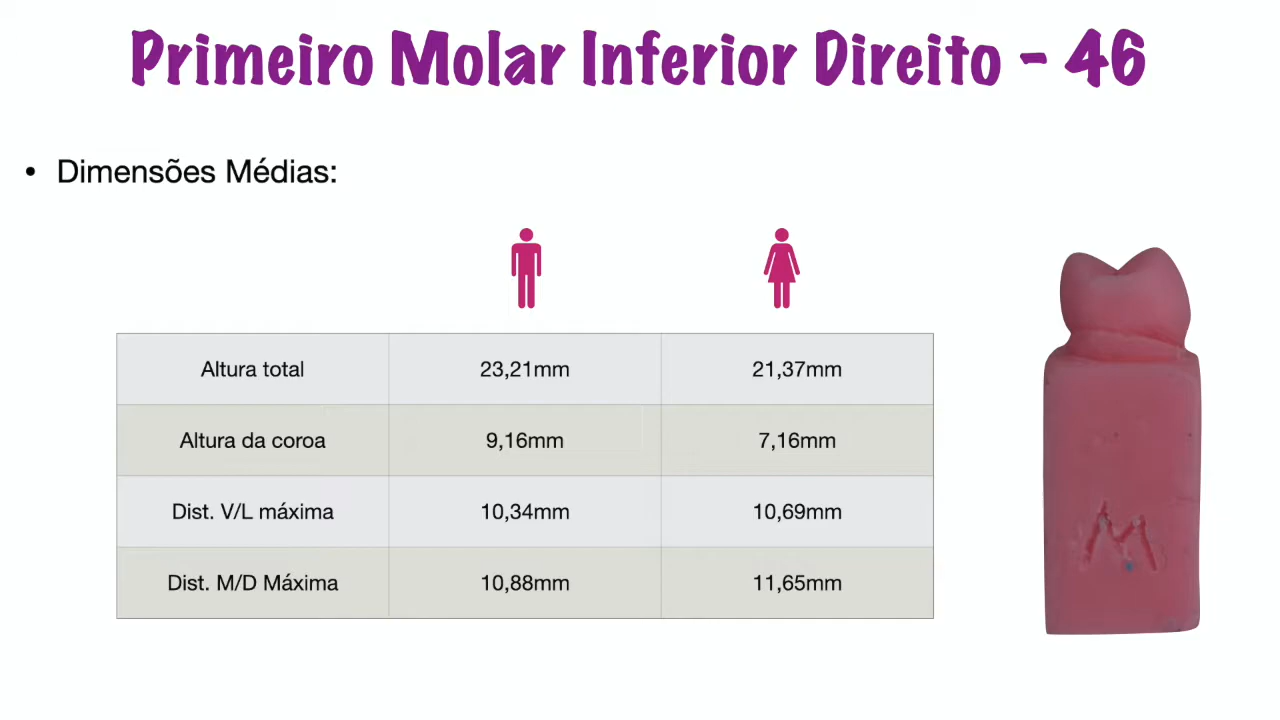 Primeiro Molar Inferior Direito - 46
• Dimensões Médias:
Altura total 23,21mm 21,37mm
Altura da coroa 9,16mm 7,16mm
Dist. V/L máxima 10,34mm 10,69mm
Dist. M/D Máxima 10,88mm 11,65mm
M